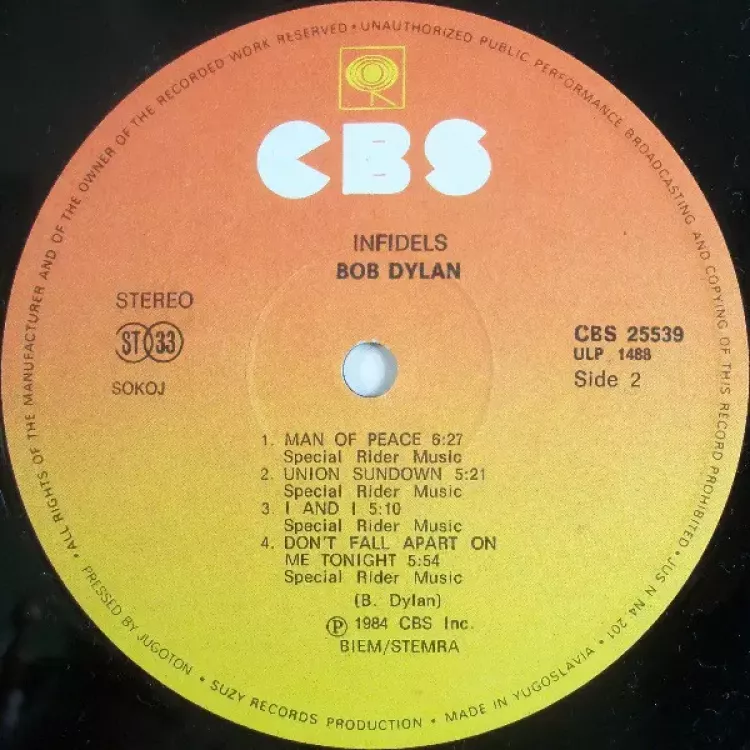 • ALL RIGHTS OF THE MANUFACTURER AND OF THE OWNER OF THE RECORDED WORK RESERVED • UNAUTHORIZED PUBLIC PERFORMANCE BROADCASTING AND COPYING OF THIS RECORD PROHIBITED • JUS N N4 201
CBS
INFIDELS
BOB DYLAN
STEREO
ST 33
SOKOJ
CBS 25539
ULP 1488
Side 2
1. MAN OF PEACE 6:27
Special Rider Music
2. UNION SUNDOWN 5:21
Special Rider Music
3. I AND I 5:10
Special Rider Music
4. DON'T FALL APART ON
ME TONIGHT 5:54
Special Rider Music
(B. Dylan)
Ⓟ 1984 CBS Inc.
BIEM/STEMRA
• PRESSED BY JUGOTON • SUZY RECORDS PRODUCTION • MADE IN YUGOSLAVIA •